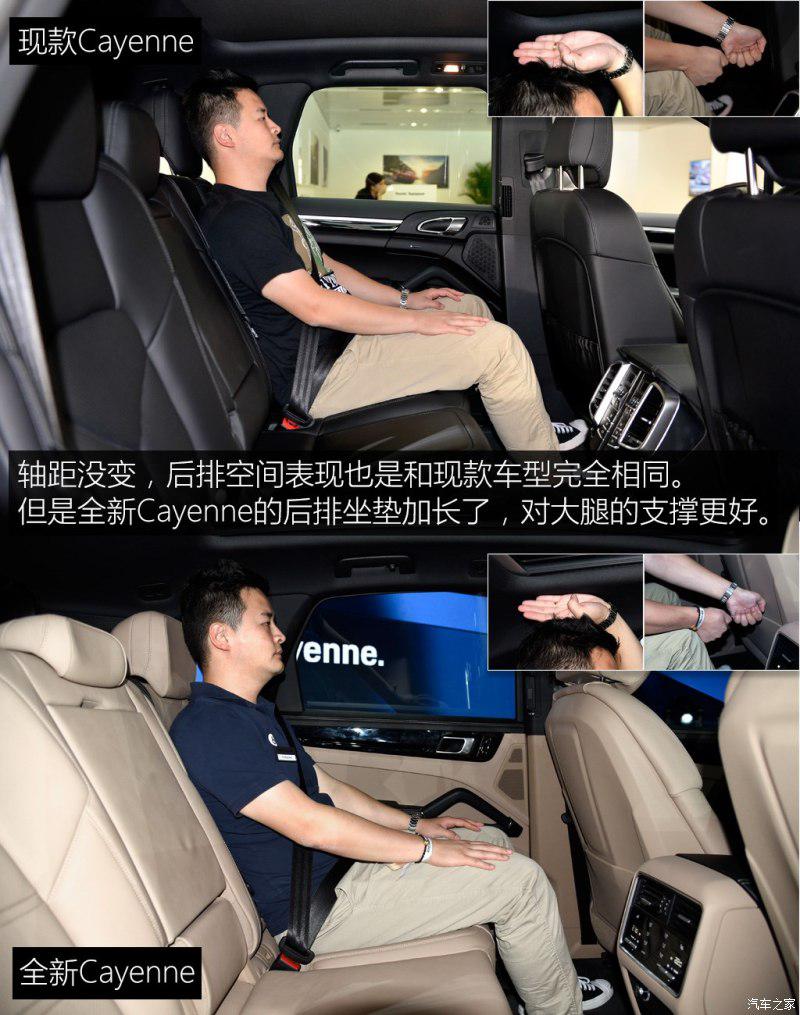 现款Cayenne
轴距没变，后排空间表现也是和现款车型完全相同。
但是全新Cayenne的后排坐垫加长了，对大腿的支撑更好。
yenne.
全新Cayenne
汽车之家